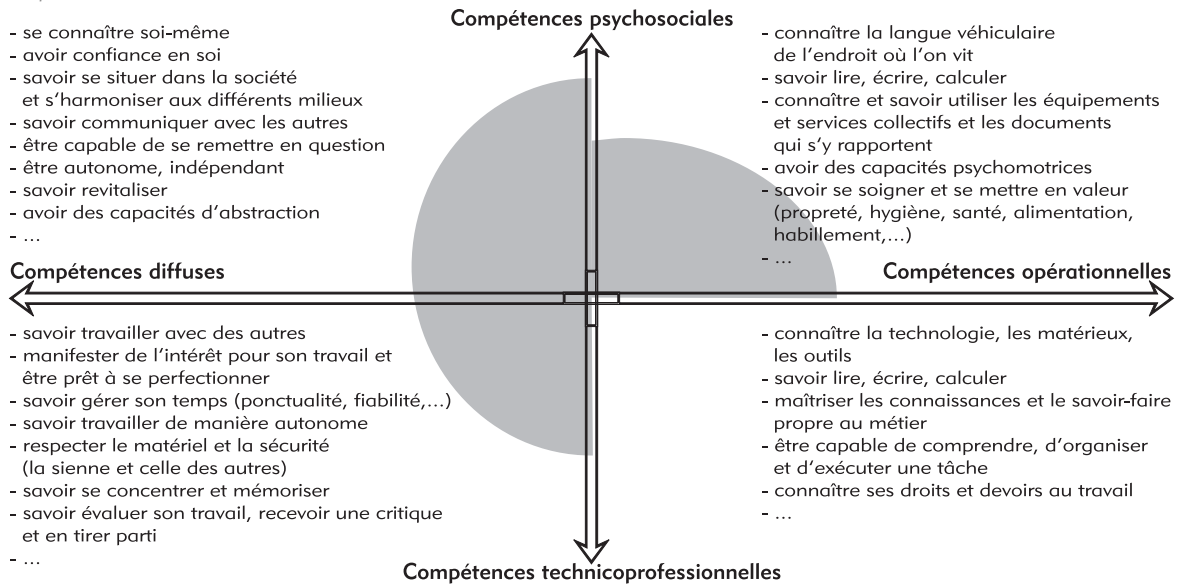 Compétences psychosociales
- se connaître soi-même
- avoir confiance en soi
- savoir se situer dans la société
et s'harmoniser aux différents milieux
- savoir communiquer avec les autres
- être capable de se remettre en question
- être autonome, indépendant
- savoir revitaliser
- avoir des capacités d'abstraction
- ...
- connaître la langue véhiculaire
de l'endroit où l'on vit
- savoir lire, écrire, calculer
- connaître et savoir utiliser les équipements
et services collectifs et les documents
qui s'y rapportent
- avoir des capacités psychomotrices
- savoir se soigner et se mettre en valeur
(propreté, hygiène, santé, alimentation,
habillement,...)
- ...
Compétences diffuses
Compétences opérationnelles
- savoir travailler avec des autres
- manifester de l'intérêt pour son travail et
être prêt à se perfectionner
- savoir gérer son temps (ponctualité, fiabilité,...)
- savoir travailler de manière autonome
- respecter le matériel et la sécurité
(la sienne et celle des autres)
- savoir se concentrer et mémoriser
- savoir évaluer son travail, recevoir une critique
et en tirer parti
- ...
- connaître la technologie, les matérieux,
les outils
- savoir lire, écrire, calculer
- maîtriser les connaissances et le savoir-faire
propre au métier
- être capable de comprendre, d'organiser
et d'exécuter une tâche
- connaître ses droits et devoirs au travail
- ...
Compétences technicoprofessionnelles